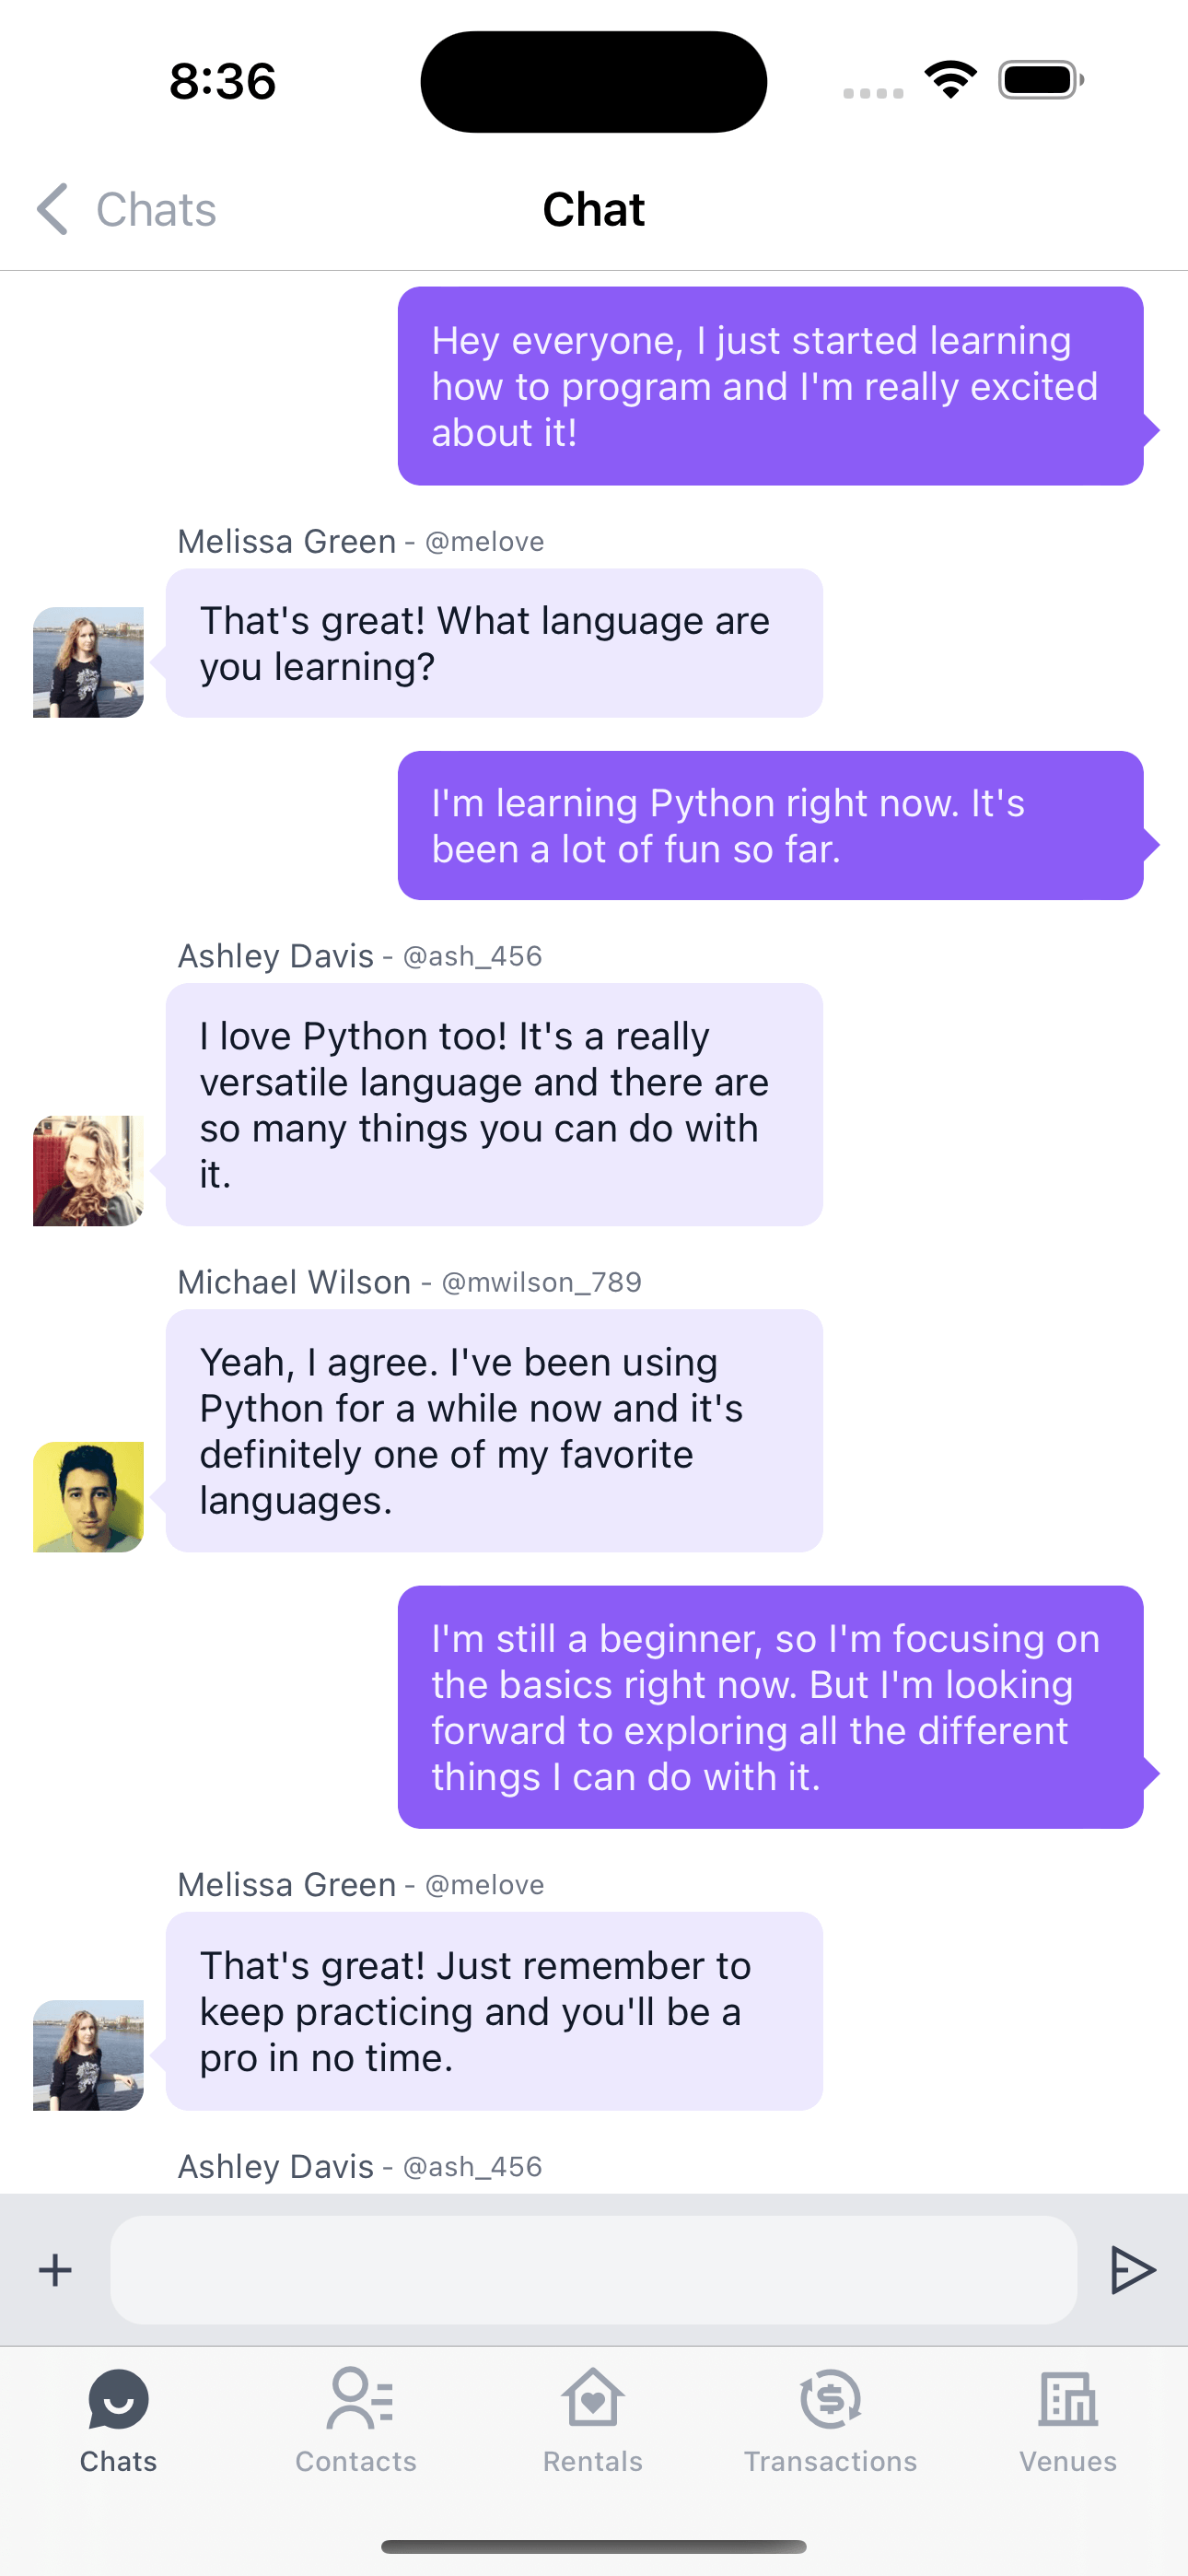 8:36
Chats
Chat
Hey everyone, I just started learning
how to program and I'm really excited
about it!
Melissa Green - @melove
That's great! What language are
you learning?
I'm learning Python right now. It's
been a lot of fun so far.
Ashley Davis - @ash_456
I love Python too! It's a really
versatile language and there are
so many things you can do with
it.
Michael Wilson - @mwilson_789
Yeah, I agree. I've been using
Python for a while now and it's
definitely one of my favorite
languages.
I'm still a beginner, so I'm focusing on
the basics right now. But I'm looking
forward to exploring all the different
things I can do with it.
Melissa Green - @melove
That's great! Just remember to
keep practicing and you'll be a
pro in no time.
Ashley Davis - @ash_456
Chats
Contacts
Rentals
Transactions
Venues